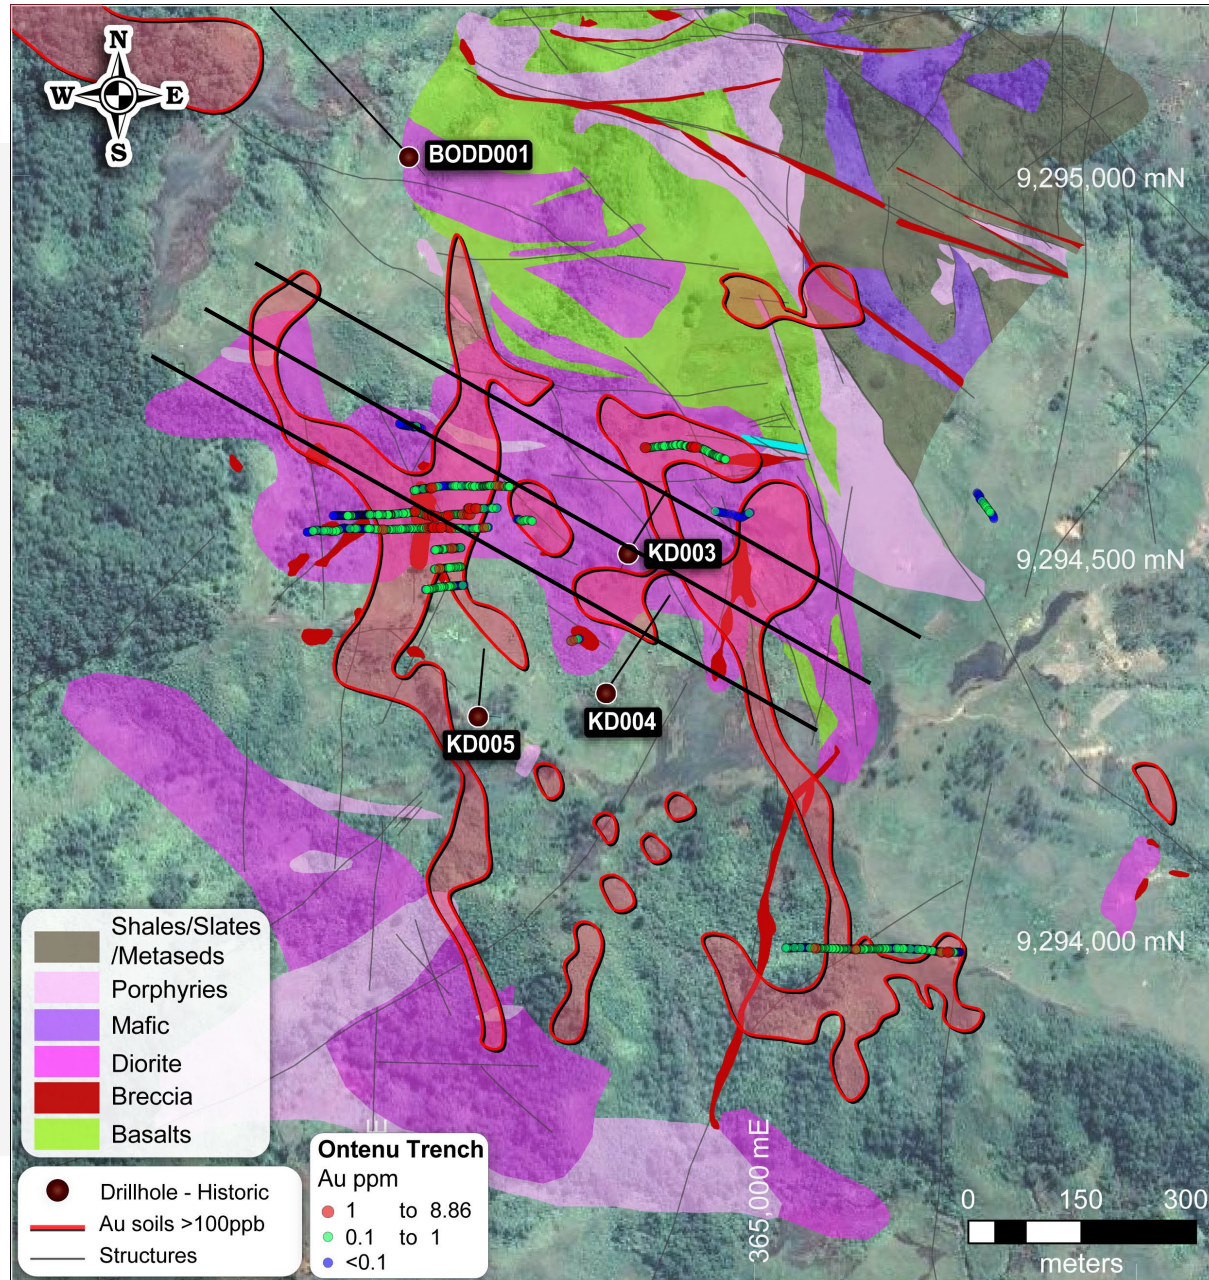 N
W
E
S
BODD001
9,295,000 mN
KD003
9,294,500 mN
KD004
KD005
9,294,000 mN
365,000 mE
Shales/Slates
/Metaseds
Porphyries
Mafic
Diorite
Breccia
Basalts
Drillhole - Historic
Au soils >100ppb
Structures
Ontenu Trench
Au ppm
1 to 8.86
0.1 to 1
<0.1
0 150 300
meters